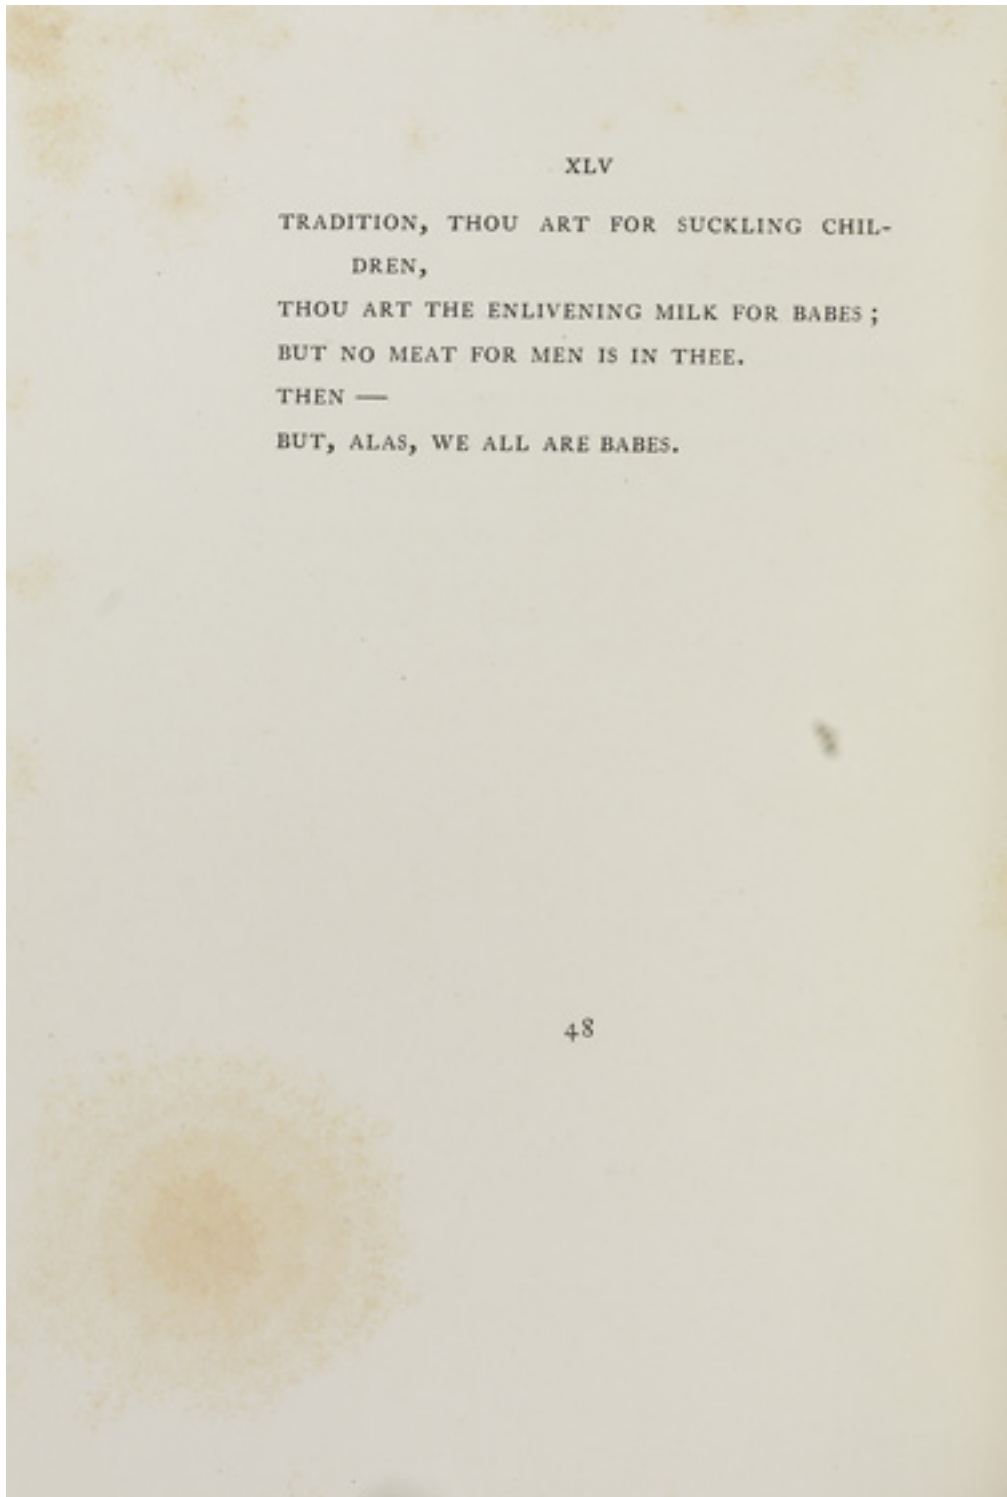 XLV
TRADITION, THOU ART FOR SUCKLING CHIL-
DREN,
THOU ART THE ENLIVENING MILK FOR BABES;
BUT NO MEAT FOR MEN IS IN THEE.
THEN —
BUT, ALAS, WE ALL ARE BABES.
48